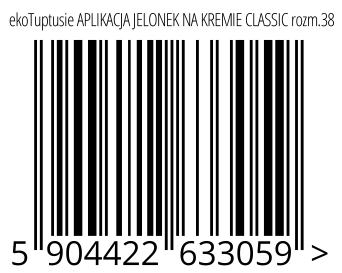 ekoTuptusie APLIKACJA JELONEK NA KREMIE CLASSIC rozm.38
5 904422 633059 >